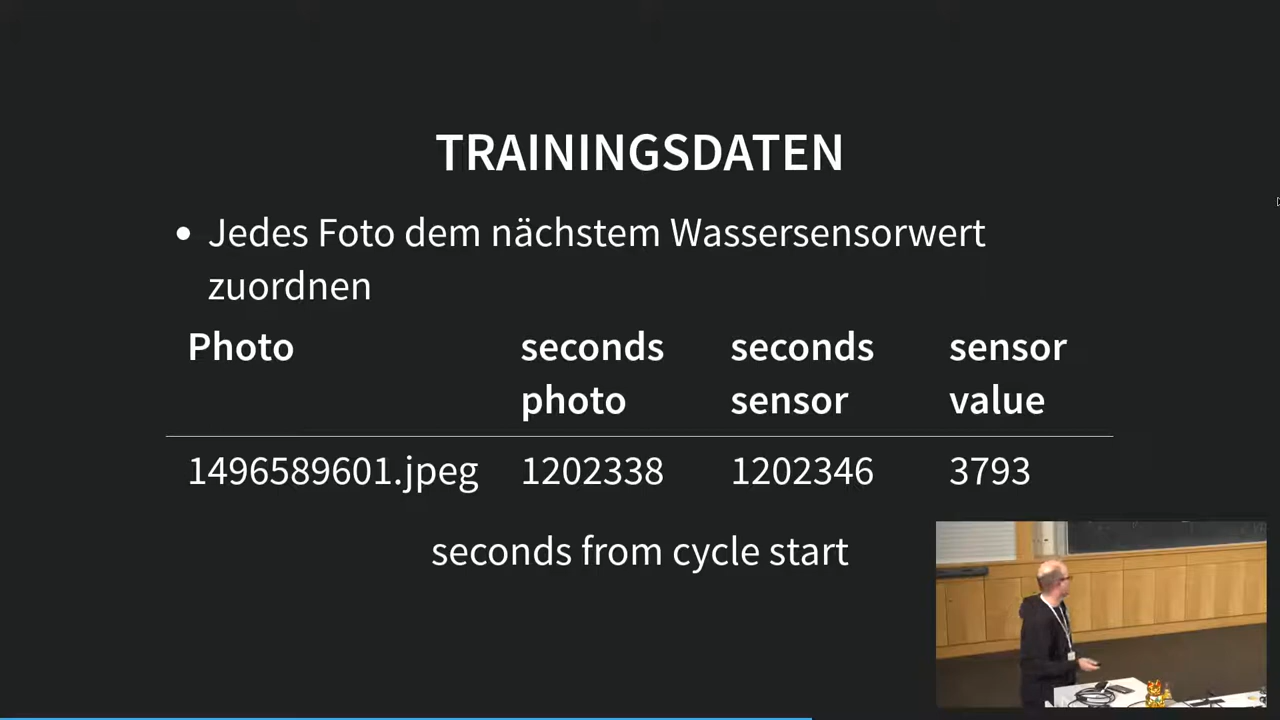 TRAININGSDATEN
• Jedes Foto dem nächstem Wassersensorwert
zuordnen
Photo seconds seconds sensor
photo sensor value
1496589601.jpeg 1202338 1202346 3793
seconds from cycle start